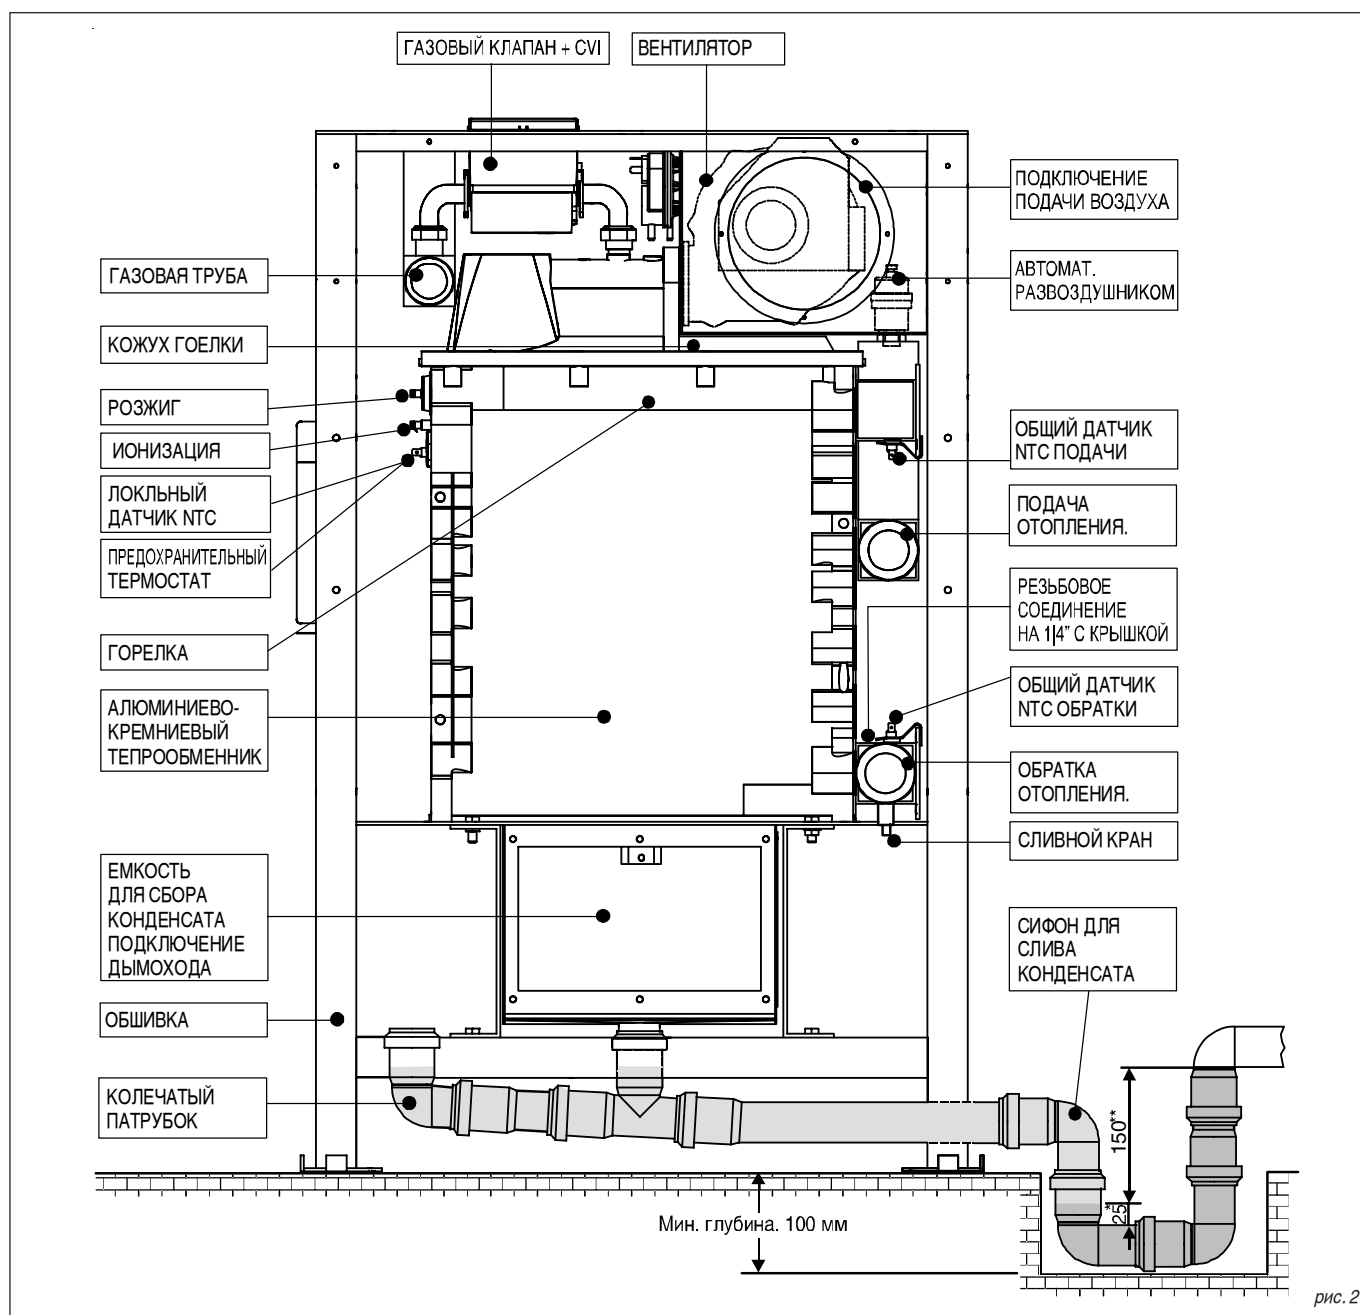 ГАЗОВЫЙ КЛАПАН + CVI
ВЕНТИЛЯТОР
ПОДКЛЮЧЕНИЕ
ПОДАЧИ ВОЗДУХА
АВТОМАТ.
РАЗВОЗДУШНИКОМ
ГАЗОВАЯ ТРУБА
КОЖУХ ГОЕЛКИ
РОЗЖИГ
ИОНИЗАЦИЯ
ЛОКЛЬНЫЙ
ДАТЧИК NTC
ПРЕДОХРАНИТЕЛЬНЫЙ
ТЕРМОСТАТ
ГОРЕЛКА
АЛЮМИНИЕВО-
КРЕМНИЕВЫЙ
ТЕПРООБМЕННИК
ОБЩИЙ ДАТЧИК
NTC ПОДАЧИ
ПОДАЧА
ОТОПЛЕНИЯ.
РЕЗЬБОВОЕ
СОЕДИНЕНИЕ
НА 1|4" С КРЫШКОЙ
ОБЩИЙ ДАТЧИК
NTC ОБРАТКИ
ОБРАТКА
ОТОПЛЕНИЯ.
СЛИВНОЙ КРАН
ЕМКОСТЬ
ДЛЯ СБОРА
КОНДЕНСАТА
ПОДКЛЮЧЕНИЕ
ДЫМОХОДА
ОБШИВКА
КОЛЕЧАТЫЙ
ПАТРУБОК
СИФОН ДЛЯ
СЛИВА
КОНДЕНСАТА
150**
25*
Мин. глубина. 100 мм
рис. 2